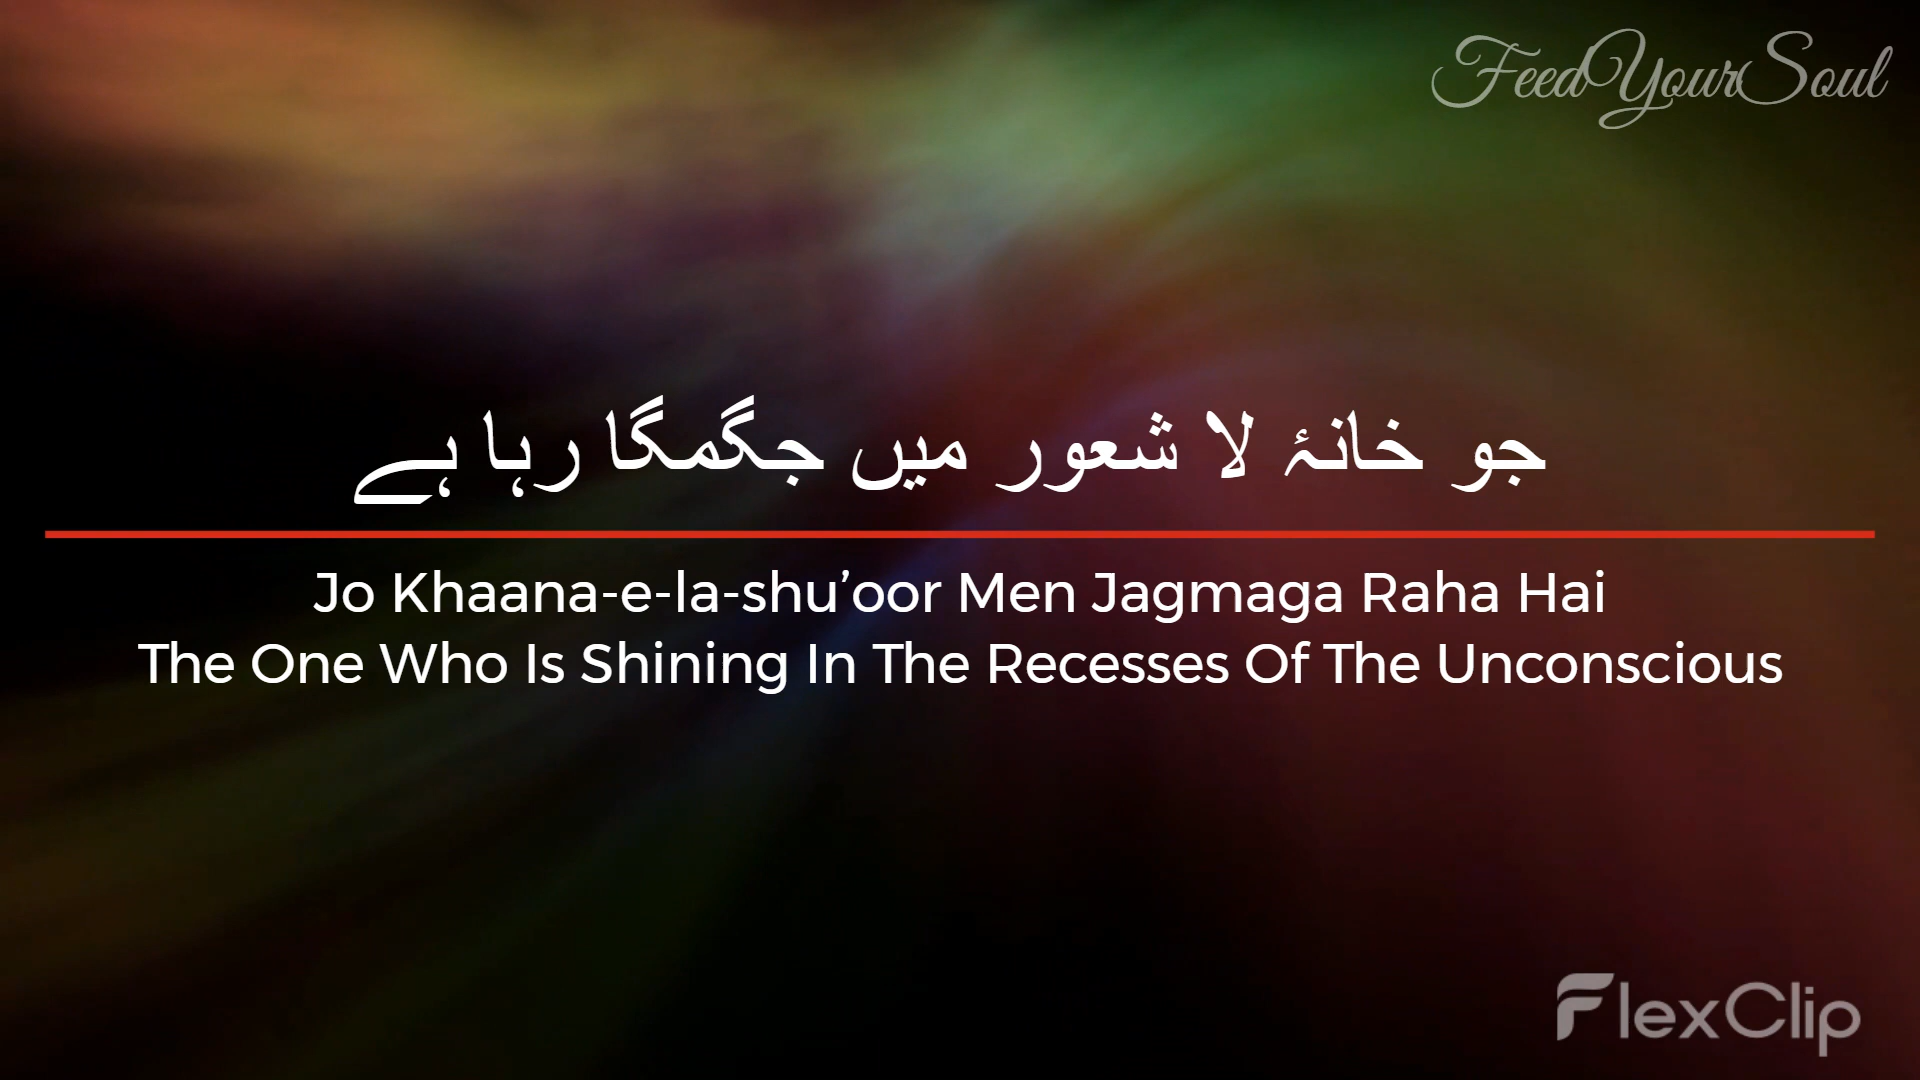 FeedYourSoul
جو خانۂ لا شعور میں جگمگا رہا ہے
Jo Khaana-e-la-shu’oor Men Jagmaga Raha Hai
The One Who Is Shining In The Recesses Of The Unconscious
FlexClip